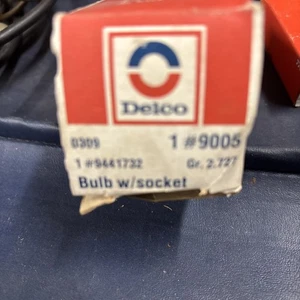 Delco
0309 1 #9005
1 #9441732 Gr. 2.727
Bulb w/socket